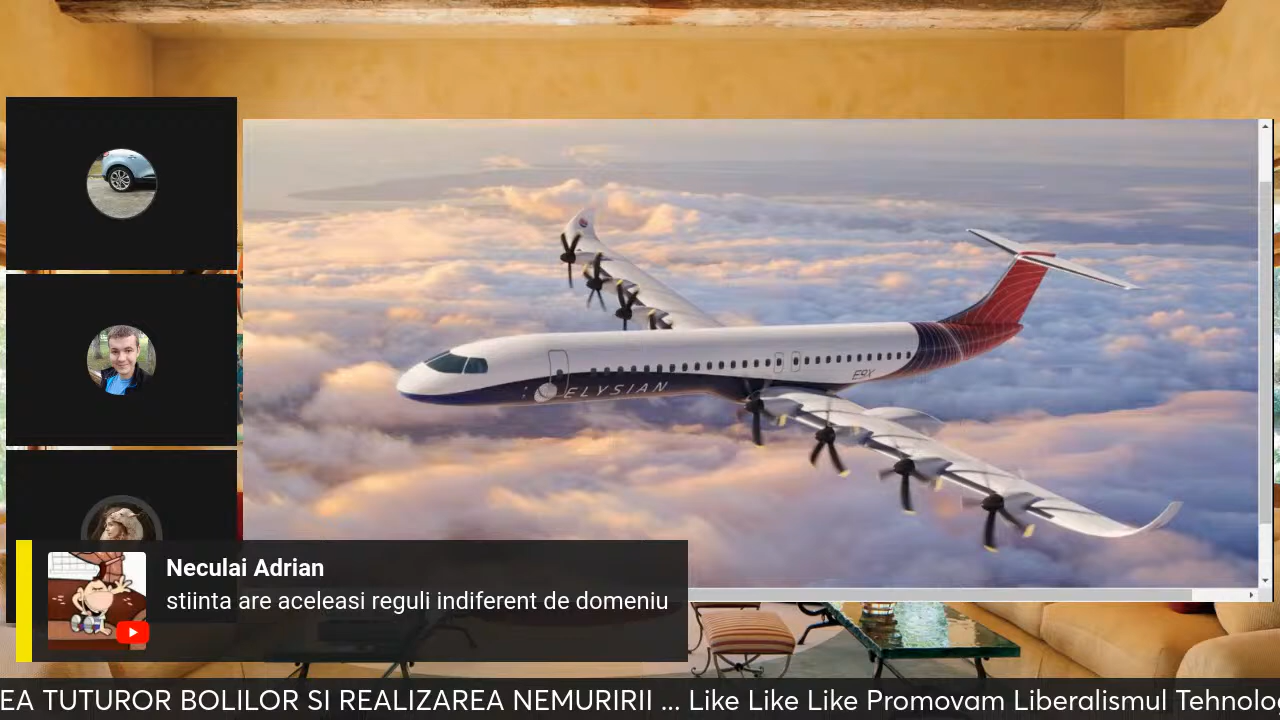 ELYSIAN
E9X
Neculai Adrian
stiinta are aceleasi reguli indiferent de domeniu
EA TUTUROR BOLILOR SI REALIZAREA NEMURIRII ... Like Like Like Promovam Liberalismul Tehnolo